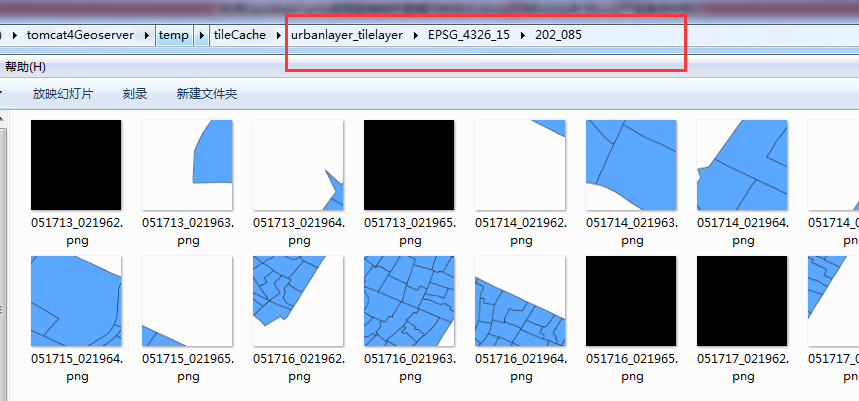 tomcat4Geoserver ▸ temp ▸ tileCache ▸ urbanlayer_tilelayer ▸ EPSG_4326_15 ▸ 202_085
帮助(H)
放映幻灯片 刻录 新建文件夹
051713_021962.png
051713_021963.png
051713_021964.png
051713_021965.png
051714_021962.png
051714_021963.png
051714_021964.png
051714_0
pn
051715_021964.png
051715_021965.png
051716_021962.png
051716_021963.png
051716_021964.png
051716_021965.png
051717_021962.png
051717_0
pn